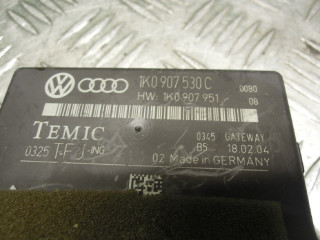 1K0 907 530 C
0080
HW: 1K0 907 951
08
TEMIC
0345 GATEWAY
0325 T-F J-ING
B5 18.02.04
02 Made in GERMANY